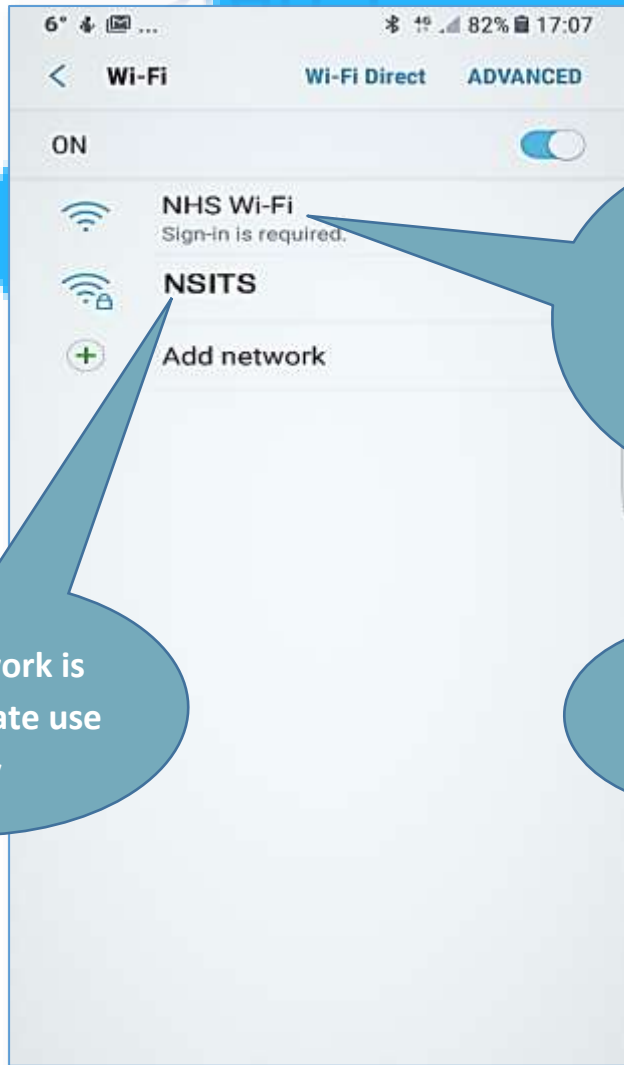 6° ... 82% 17:07
< Wi-Fi Wi-Fi Direct ADVANCED
ON
NHS Wi-Fi
Sign-in is required.
NSITS
Add network
ork is
ate use